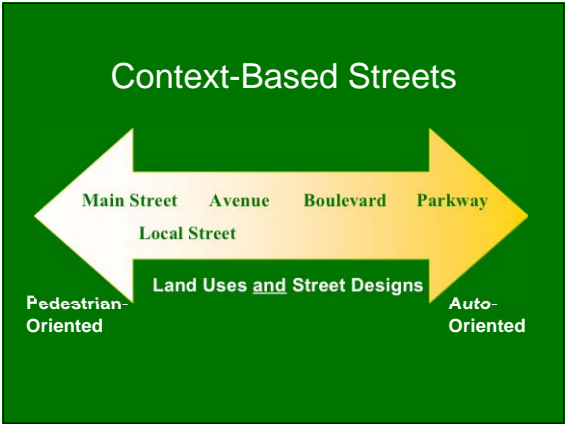 Context-Based Streets
Main Street Avenue Boulevard Parkway
Local Street
Land Uses and Street Designs
Pedestrian-
Oriented
Auto-
Oriented